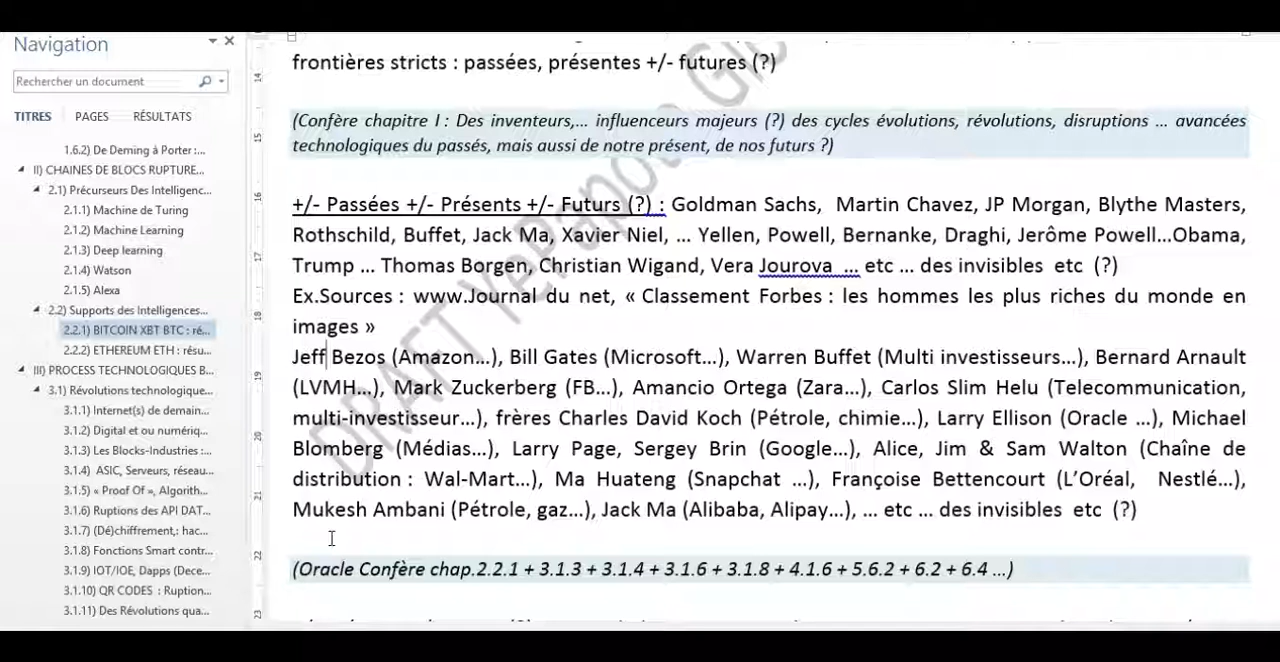 Navigation
Rechercher un document
TITRES PAGES RÉSULTATS
1.6.2) De Deming à Porter :...
II) CHAINES DE BLOCS RUPTURE...
2.1) Précurseurs Des Intelligenc...
2.1.1) Machine de Turing
2.1.2) Machine Learning
2.1.3) Deep learning
2.1.4) Watson
2.1.5) Alexa
2.2) Supports des Intelligences...
2.2.1) BITCOIN XBT BTC : ré...
2.2.2) ETHEREUM ETH : résu...
III) PROCESS TECHNOLOGIQUES B...
3.1) Révolutions technologique...
3.1.1) Internet(s) de demain...
3.1.2) Digital et ou numériq...
3.1.3) Les Blocks-Industries :...
3.1.4) ASIC, Serveurs, réseau...
3.1.5) « Proof Of », Algorith...
3.1.6) Ruptures des API DAT...
3.1.7) (Dé)chiffrement,: hac...
3.1.8) Fonctions Smart contr...
3.1.9) IOT/IOE, Dapps (Dece...
3.1.10) QR CODES : Ruption...
3.1.11) Des Révolutions qua...
14
15
16
17
18
19
20
21
22
23
frontières stricts : passées, présentes +/- futures (?)
(Confère chapitre I : Des inventeurs,... influenceurs majeurs (?) des cycles évolutions, révolutions, disruptions ... avancées
technologiques du passés, mais aussi de notre présent, de nos futurs ?)
+/- Passées +/- Présents +/- Futurs (?) : Goldman Sachs, Martin Chavez, JP Morgan, Blythe Masters,
Rothschild, Buffet, Jack Ma, Xavier Niel, ... Yellen, Powell, Bernanke, Draghi, Jerôme Powell...Obama,
Trump ... Thomas Borgen, Christian Wigand, Vera Jourova ... etc ... des invisibles etc (?)
Ex.Sources : www.Journal du net, « Classement Forbes : les hommes les plus riches du monde en
images »
Jeff Bezos (Amazon...), Bill Gates (Microsoft...), Warren Buffet (Multi investisseurs...), Bernard Arnault
(LVMH...), Mark Zuckerberg (FB...), Amancio Ortega (Zara...), Carlos Slim Helu (Telecommunication,
multi-investisseur...), frères Charles David Koch (Pétrole, chimie...), Larry Ellison (Oracle ...), Michael
Blomberg (Médias...), Larry Page, Sergey Brin (Google...), Alice, Jim & Sam Walton (Chaîne de
distribution : Wal-Mart...), Ma Huateng (Snapchat ...), Françoise Bettencourt (L’Oréal, Nestlé...),
Mukesh Ambani (Pétrole, gaz...), Jack Ma (Alibaba, Alipay...), ... etc ... des invisibles etc (?)
(Oracle Confère chap.2.2.1 + 3.1.3 + 3.1.4 + 3.1.6 + 3.1.8 + 4.1.6 + 5.6.2 + 6.2 + 6.4 ...)
DRAFT